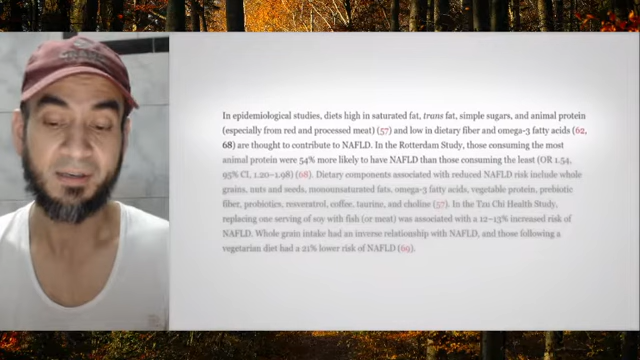 In epidemiological studies, diets high in saturated fat, trans fat, simple sugars, and animal protein
(especially from red and processed meat) (57) and low in dietary fiber and omega-3 fatty acids (62,
68) are thought to contribute to NAFLD. In the Rotterdam Study, those consuming the most
animal protein were 54% more likely to have NAFLD than those consuming the least (OR 1.54,
95% CI, 1.20–1.98) (68). Dietary components associated with reduced NAFLD risk include whole
grains, nuts and seeds, monounsaturated fats, omega-3 fatty acids, vegetable protein, prebiotic
fiber, probiotics, resveratrol, coffee, taurine, and choline (57). In the Tzu Chi Health Study,
replacing one serving of soy with fish (or meat) was associated with a 12–13% increased risk of
NAFLD. Whole grain intake had an inverse relationship with NAFLD, and those following a
vegetarian diet had a 21% lower risk of NAFLD (69).